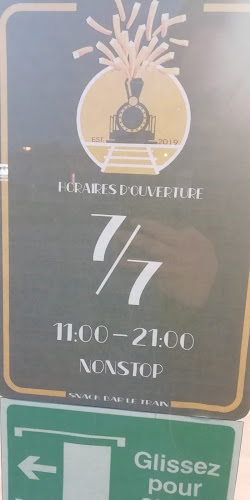 EST. 2019
HORAIRES D'OUVERTURE
7/7
11:00 – 21:00
NONSTOP
SNACK BAR LE TRAIN
Glissez
pour